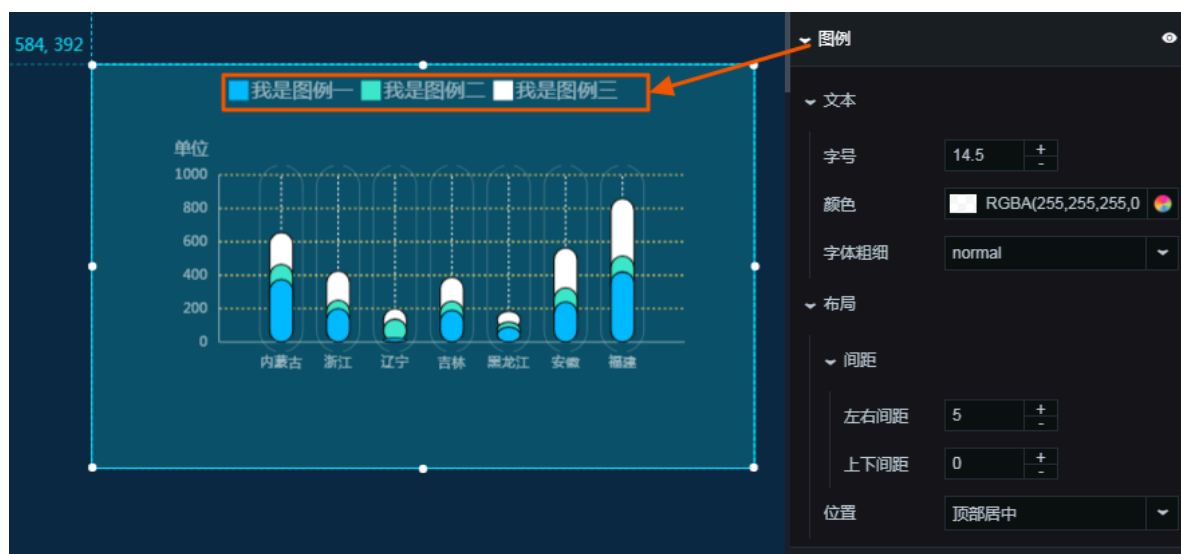 584, 392
我是图例一 我是图例二 我是图例三
单位
1000
800
600
400
200
0
内蒙古 浙江 辽宁 吉林 黑龙江 安徽 福建
图例
文本
字号 14.5 + -
颜色 RGBA(255,255,255,0
字体粗细 normal
布局
间距
左右间距 5 + -
上下间距 0 + -
位置 顶部居中